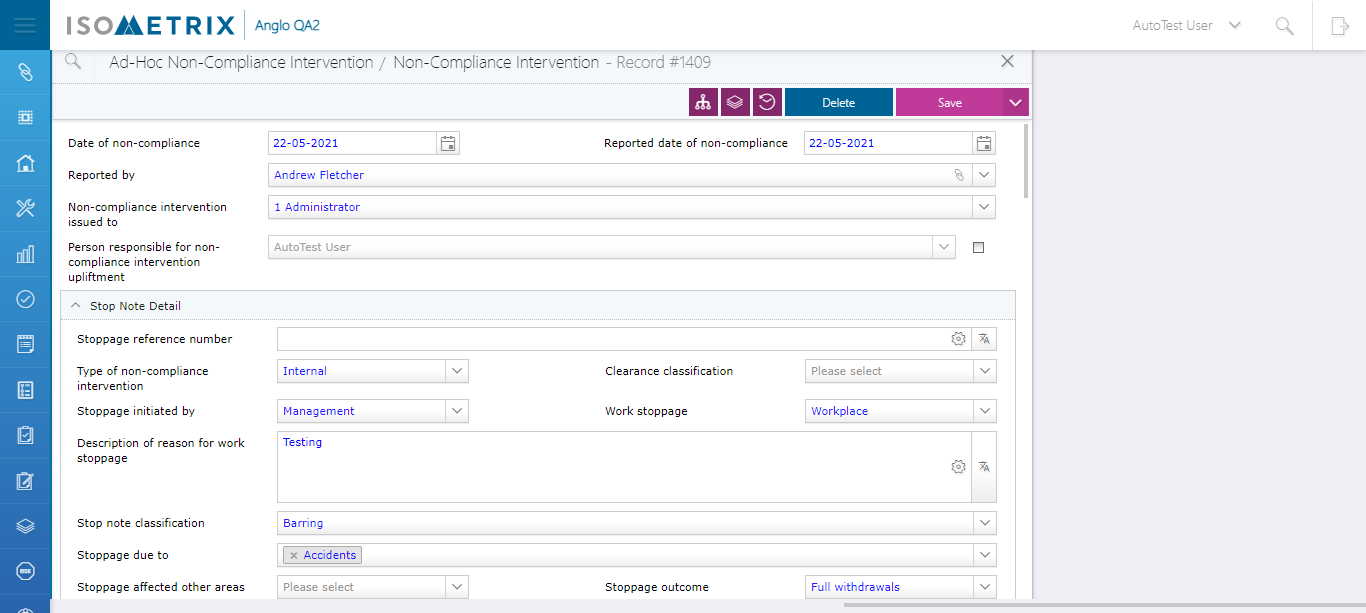 ISOMETRIX Anglo QA2 AutoTest User
Ad-Hoc Non-Compliance Intervention / Non-Compliance Intervention - Record #1409
Delete Save
Date of non-compliance 22-05-2021 Reported date of non-compliance 22-05-2021
Reported by Andrew Fletcher
Non-compliance intervention
issued to
1 Administrator
Person responsible for non-
compliance intervention
upliftment
AutoTest User
Stop Note Detail
Stoppage reference number
Type of non-compliance
intervention
Internal Clearance classification Please select
Stoppage initiated by Management Work stoppage Workplace
Description of reason for work
stoppage
Testing
Stop note classification Barring
Stoppage due to Accidents
Stoppage affected other areas Please select Stoppage outcome Full withdrawals